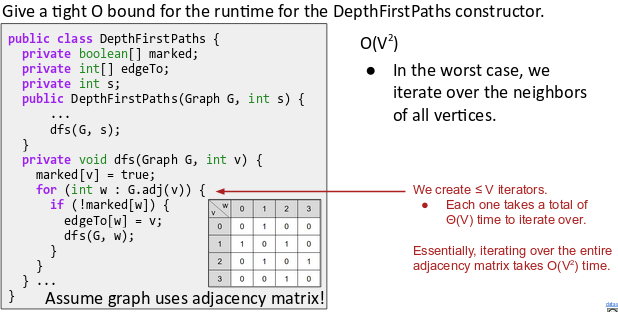 Give a tight O bound for the runtime for the DepthFirstPaths constructor.
public class DepthFirstPaths {
private boolean[] marked;
private int[] edgeTo;
private int s;
public DepthFirstPaths(Graph G, int s) {
...
dfs(G, s);
}
private void dfs(Graph G, int v) {
marked[v] = true;
for (int w : G.adj(v)) {
if (!marked[w]) {
edgeTo[w] = v;
dfs(G, w);
}
}
} ...
}
w
v 0 1 2 3
0 0 1 0 0
1 1 0 1 0
2 0 1 0 1
3 0 0 1 0
Assume graph uses adjacency matrix!
O(V²)
● In the worst case, we
iterate over the neighbors
of all vertices.
We create ≤ V iterators.
● Each one takes a total of
Θ(V) time to iterate over.
Essentially, iterating over the entire
adjacency matrix takes O(V²) time.